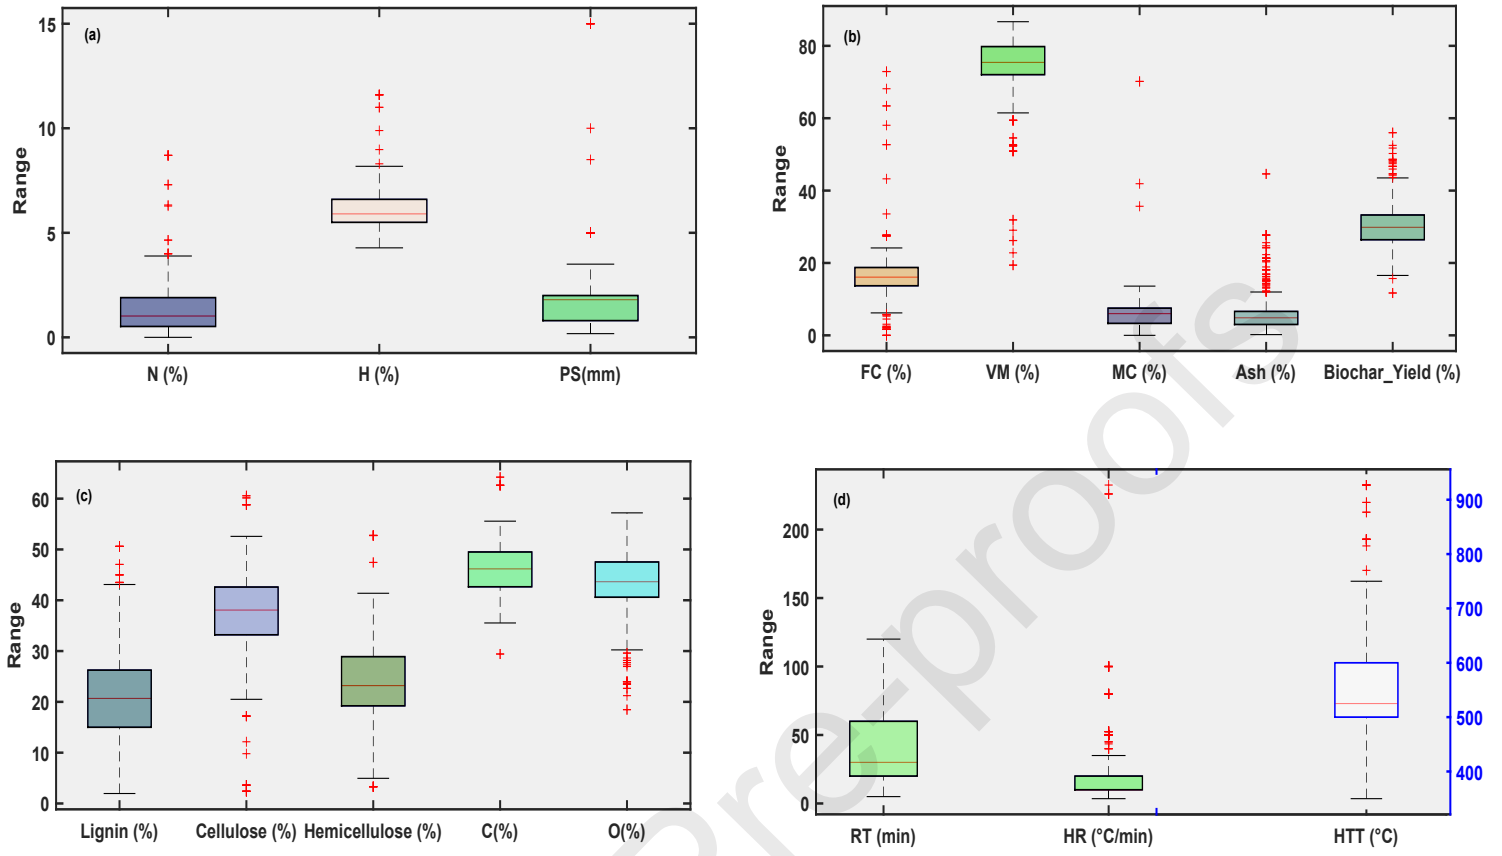 (a)
Range
15
10
5
0
N (%) H (%) PS(mm)
(b)
Range
80
60
40
20
0
FC (%) VM (%) MC (%) Ash (%) Biochar_Yield (%)
(c)
Range
60
50
40
30
20
10
0
Lignin (%) Cellulose (%) Hemicellulose (%) C(%) O(%)
(d)
Range
200
150
100
50
0
900
800
700
600
500
400
RT (min) HR (°C/min) HTT (°C)
re-proofs